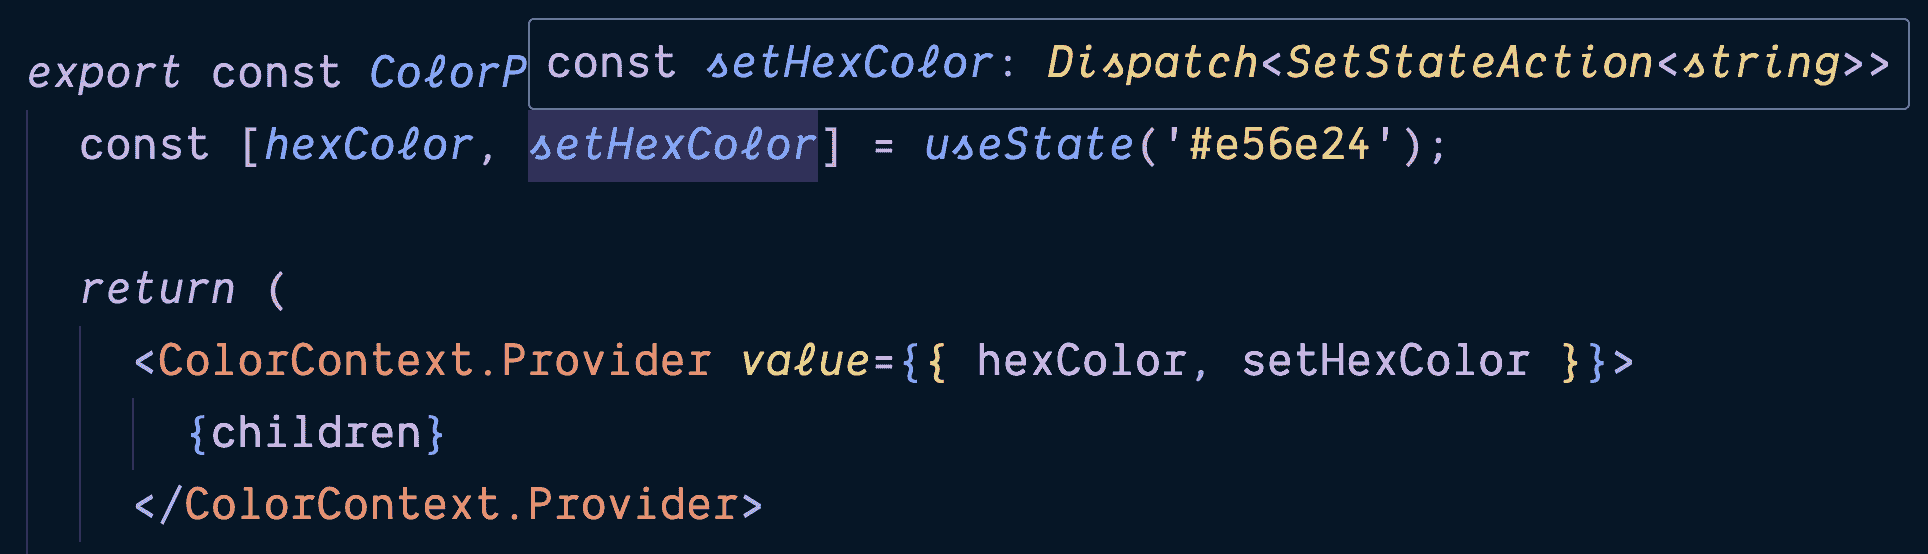 const setHexColor: Dispatch<SetStateAction<string>>
export const ColorP
const [hexColor, setHexColor] = useState('#e56e24');
return (
<ColorContext.Provider value={{ hexColor, setHexColor }}>
{children}
</ColorContext.Provider>